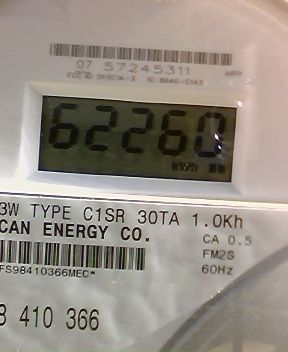 07 57245311
62260
kWh
3W TYPE C1SR 30TA 1.0Kh
CAN ENERGY CO.
CA 0.5
FM2S
60Hz
FS98410366MEC*
8 410 366